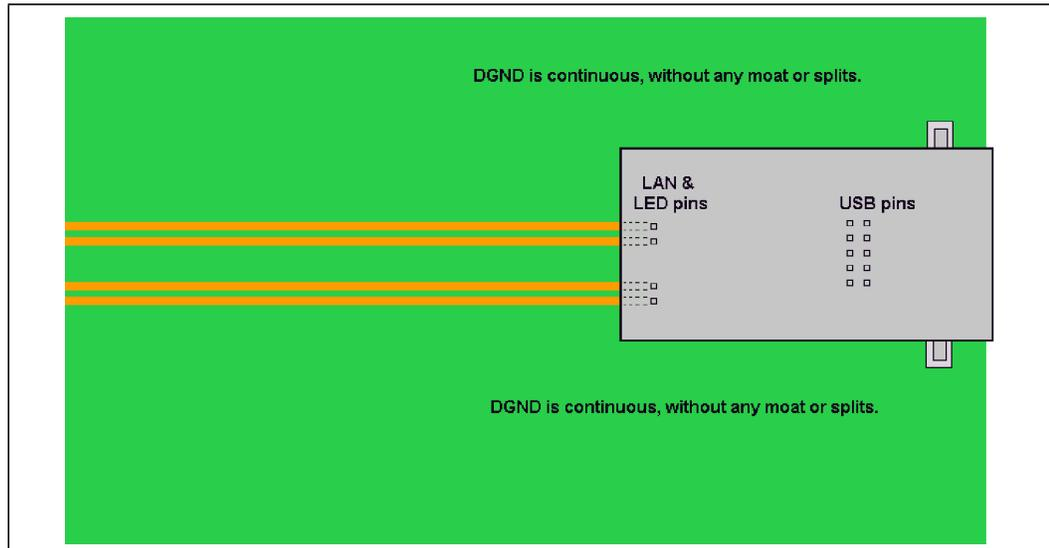 DGND is continuous, without any moat or splits.
LAN &
LED pins
USB pins
DGND is continuous, without any moat or splits.